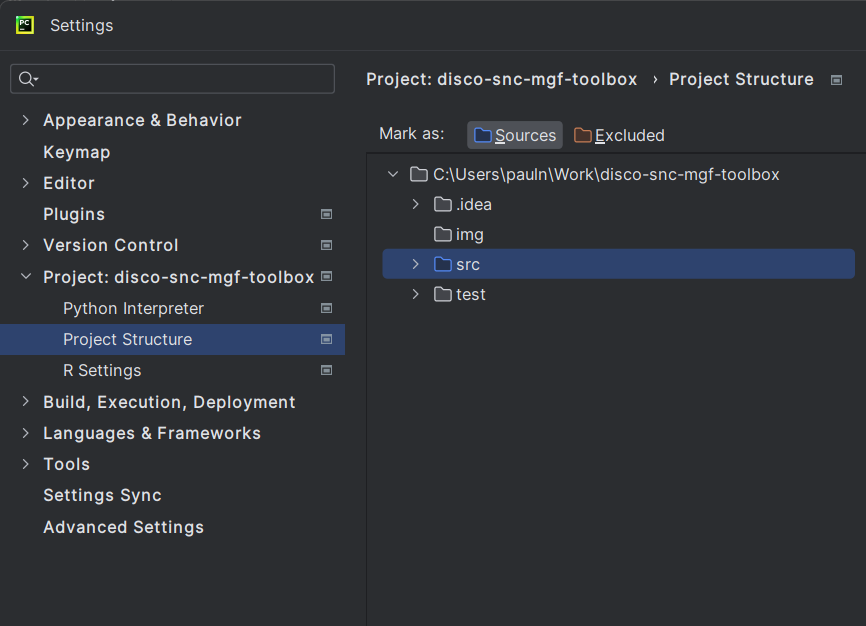 PC
Settings
Project: disco-snc-mgf-toolbox › Project Structure
Appearance & Behavior
Keymap
Editor
Plugins
Version Control
Project: disco-snc-mgf-toolbox
Python Interpreter
Project Structure
R Settings
Build, Execution, Deployment
Languages & Frameworks
Tools
Settings Sync
Advanced Settings
Mark as: Sources Excluded
C:\Users\pauln\Work\disco-snc-mgf-toolbox
.idea
img
src
test